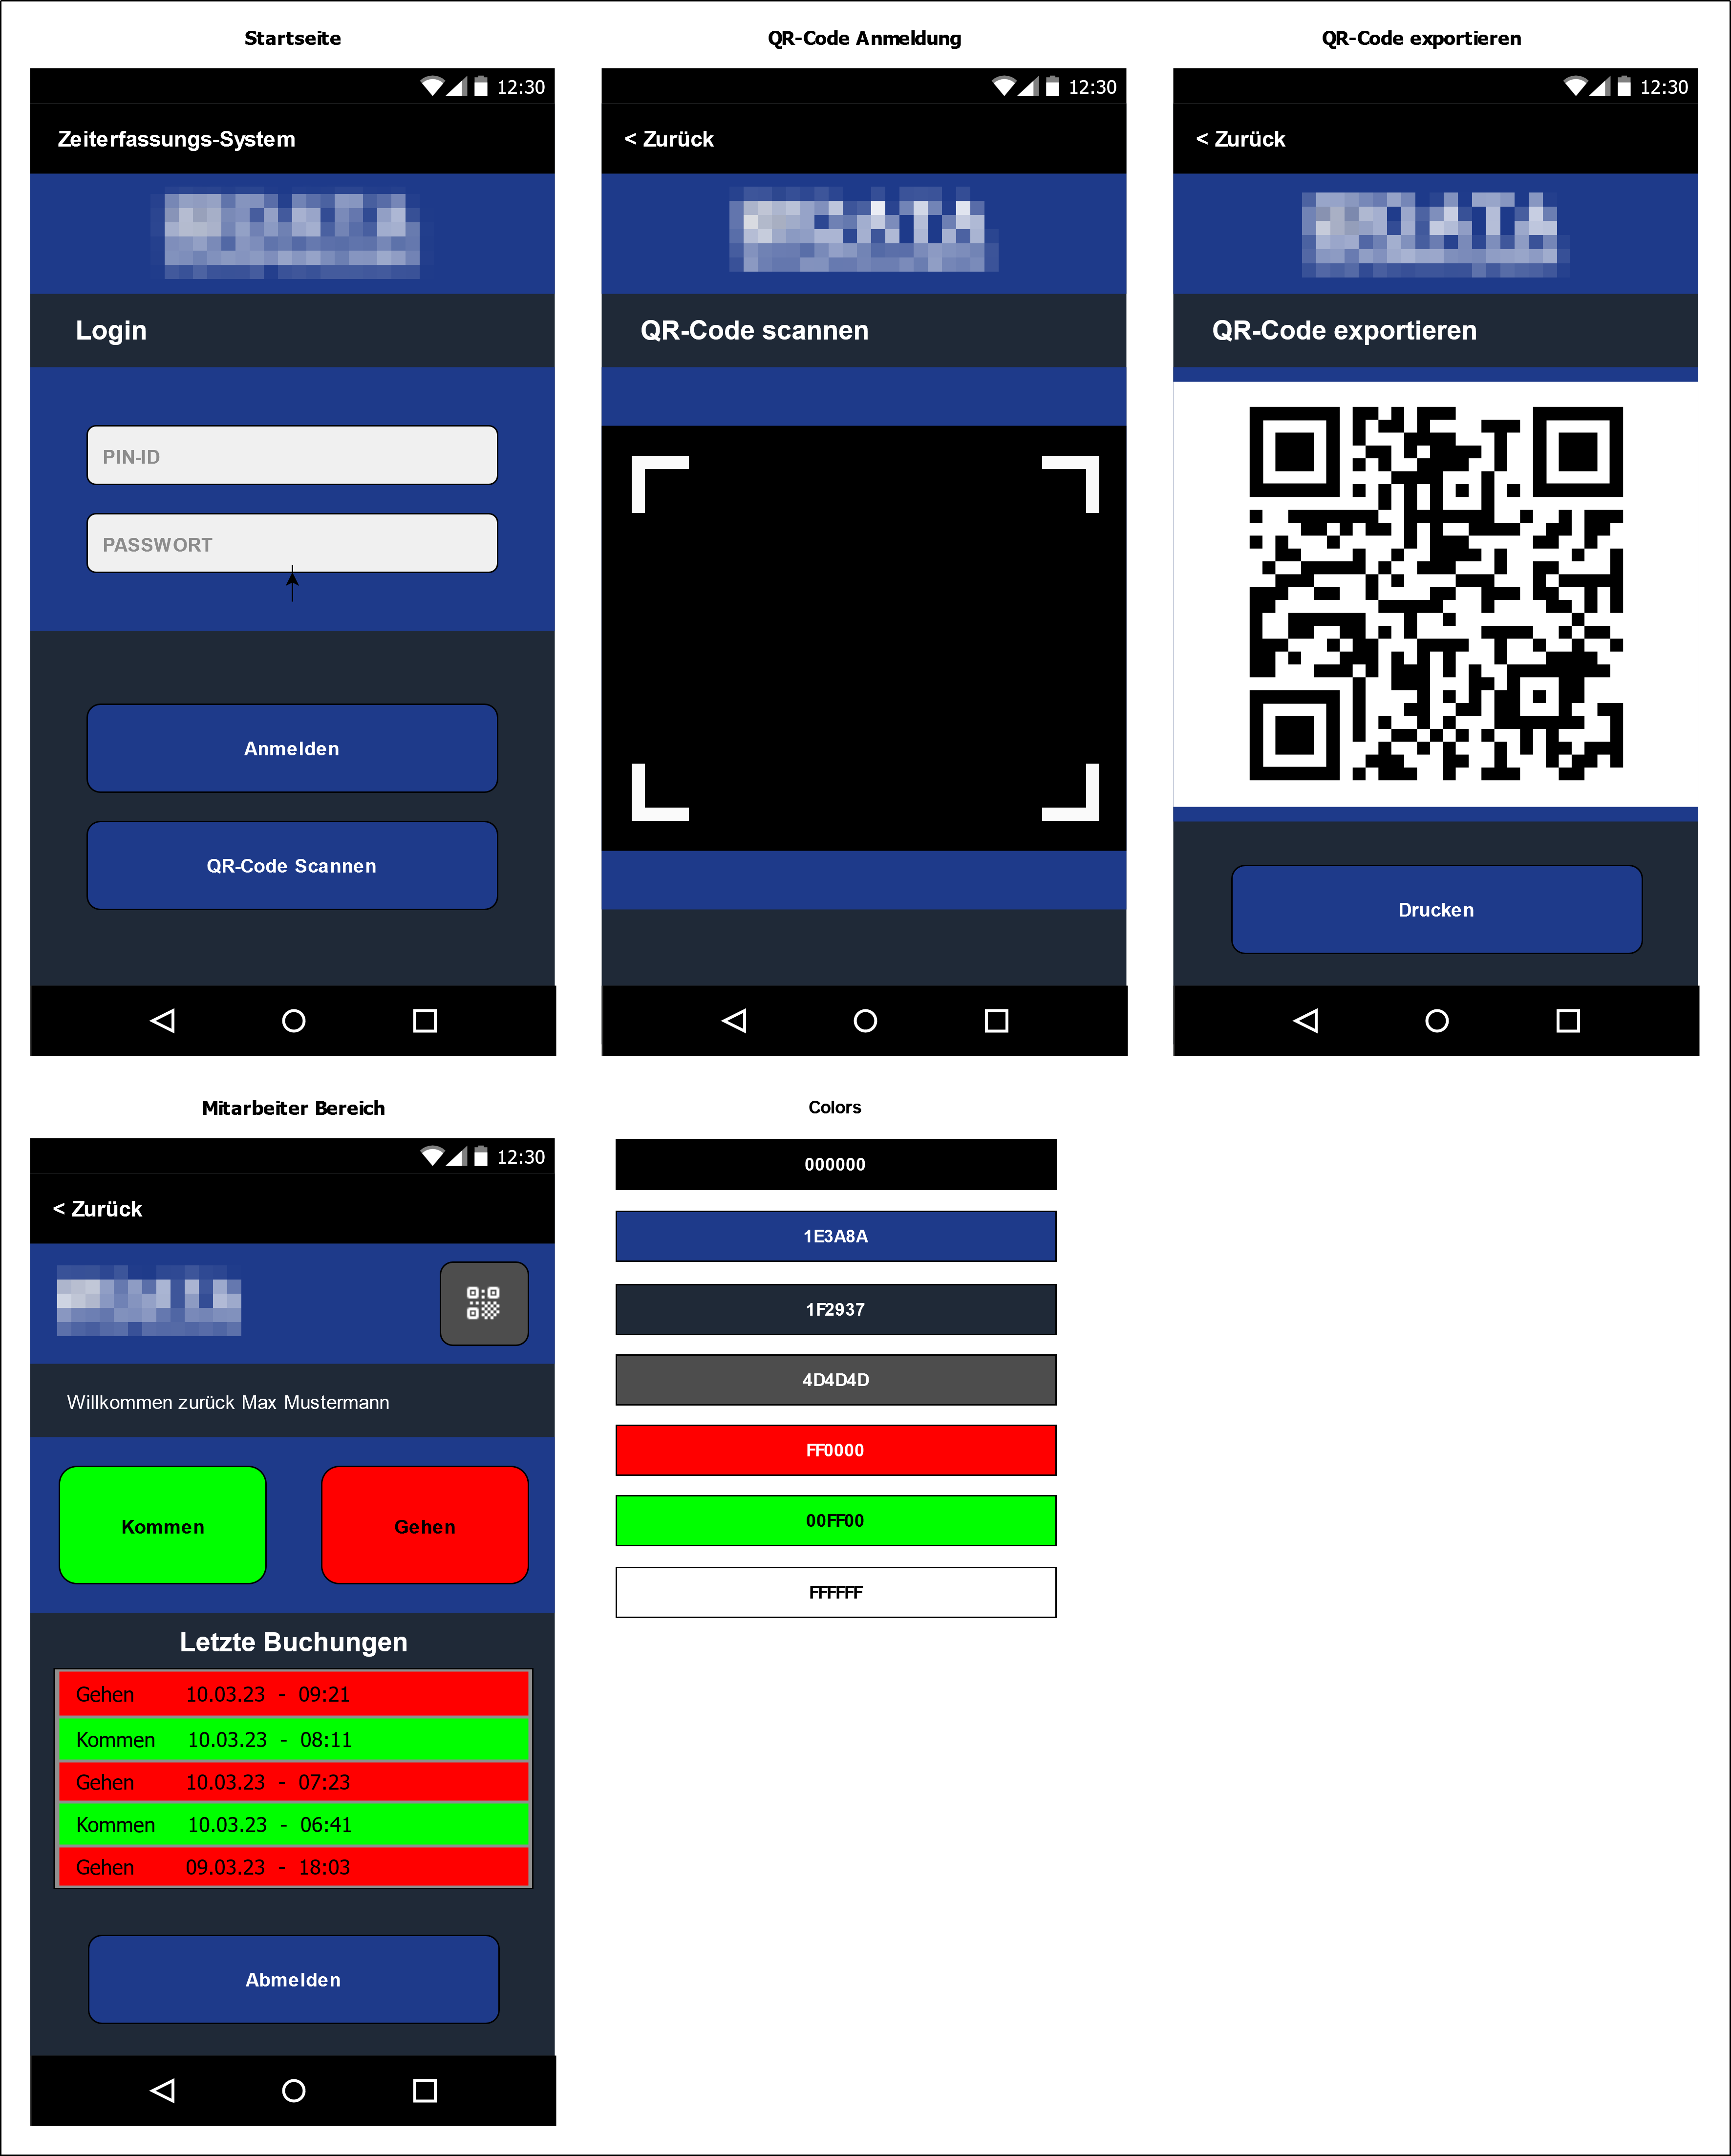 Startseite
12:30
Zeiterfassungs-System
Login
PIN-ID
PASSWORT
Anmelden
QR-Code Scannen
QR-Code Anmeldung
12:30
< Zurück
QR-Code scannen
QR-Code exportieren
12:30
< Zurück
QR-Code exportieren
Drucken
Mitarbeiter Bereich
12:30
< Zurück
Willkommen zurück Max Mustermann
Kommen
Gehen
Letzte Buchungen
Gehen 10.03.23 - 09:21
Kommen 10.03.23 - 08:11
Gehen 10.03.23 - 07:23
Kommen 10.03.23 - 06:41
Gehen 09.03.23 - 18:03
Abmelden
Colors
000000
1E3A8A
1F2937
4D4D4D
FF0000
00FF00
FFFFFF